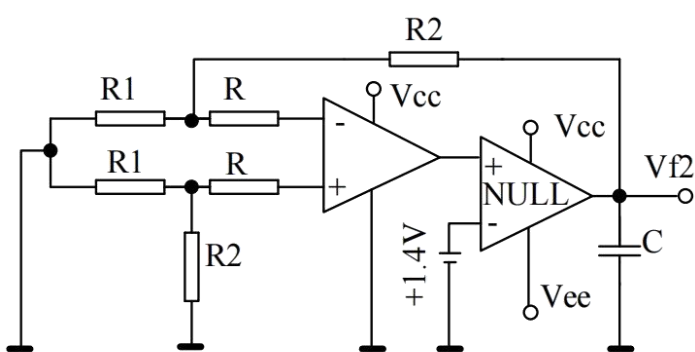 R2
R1
R
-
Vcc
Vcc
R1
R
+
+
NULL
-
Vf2
R2
+1.4V
C
Vee